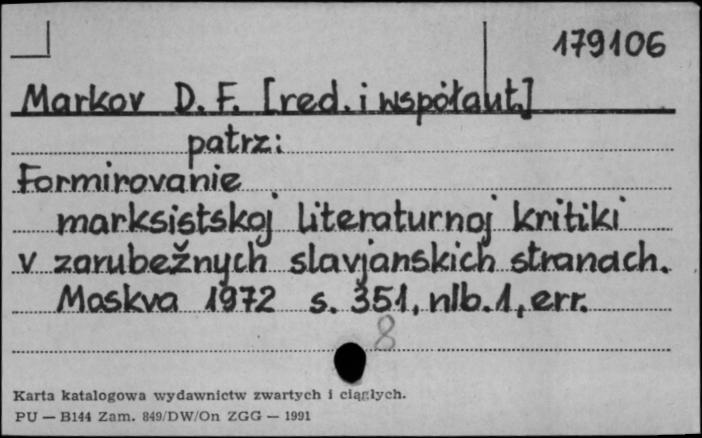 179106
Markov D. F. [red. i współaut.]
patrz:
Formirovanie
marksistskoj literaturnoj kritiki
v zarubežnych slavjanskich stranach.
Moskva 1972 s. 351, nlb. 1, err.
8
Karta katalogowa wydawnictw zwartych i ciągłych.
PU — B144 Zam. 849/DW/On ZGG — 1991